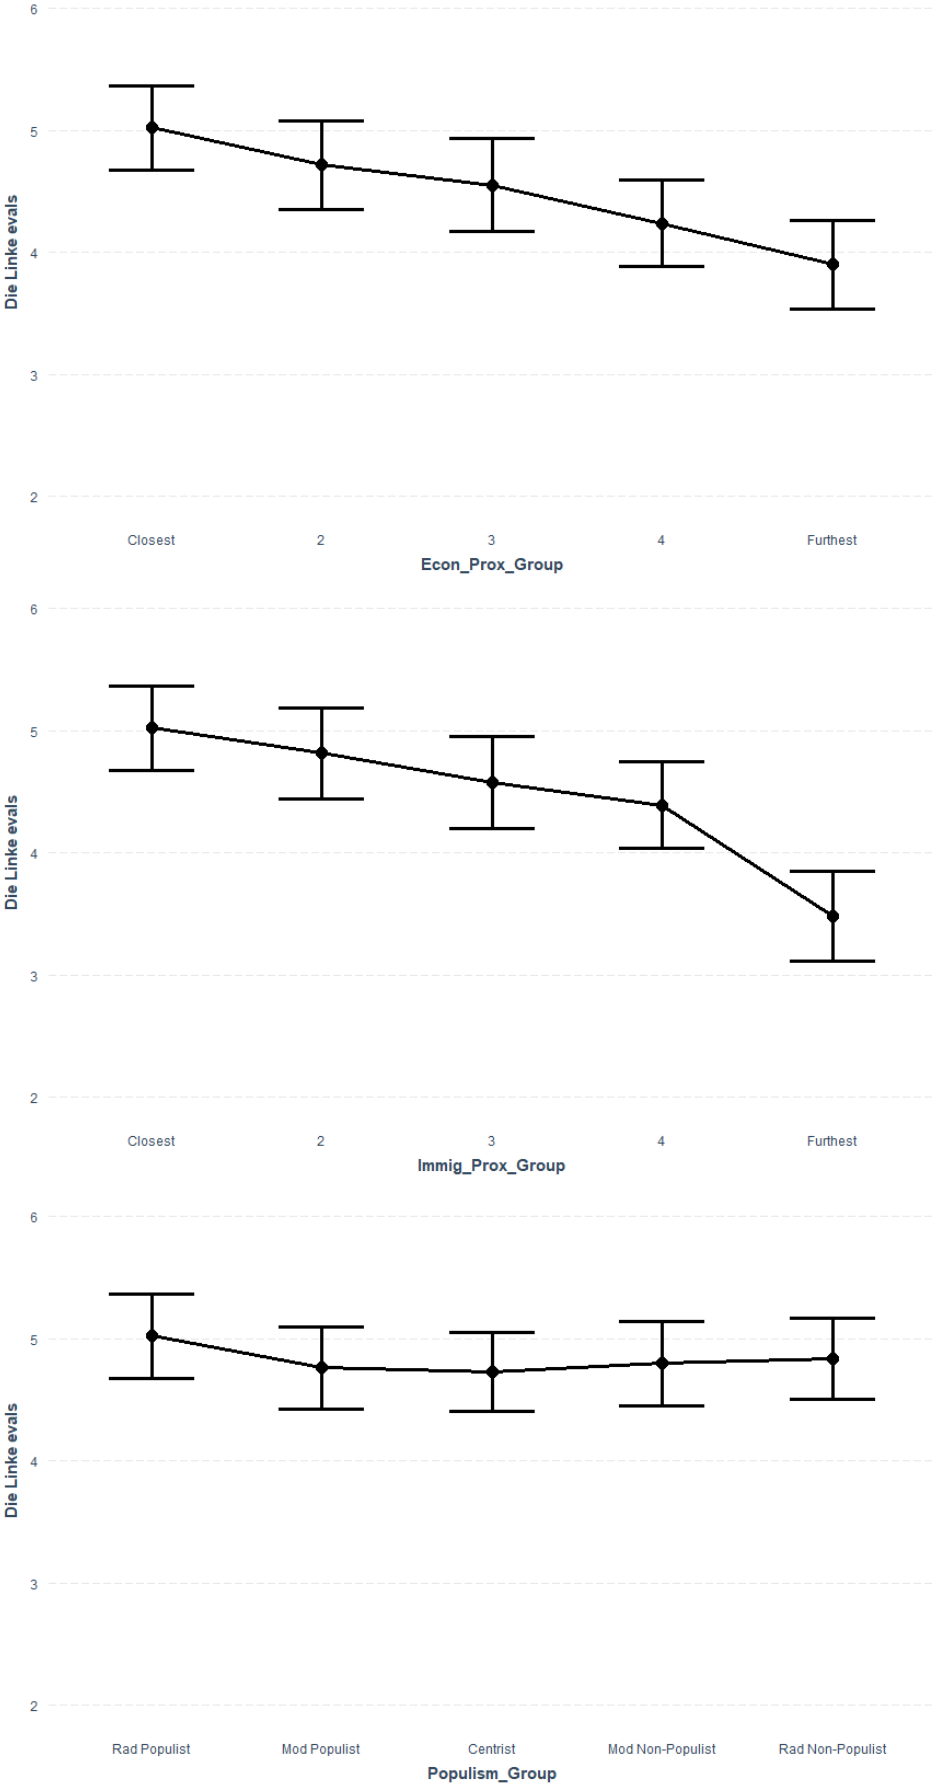 6
5
4
3
2
Die Linke evals
Closest 2 3 4 Furthest
Econ_Prox_Group
6
5
4
3
2
Die Linke evals
Closest 2 3 4 Furthest
Immig_Prox_Group
6
5
4
3
2
Die Linke evals
Rad Populist Mod Populist Centrist Mod Non-Populist Rad Non-Populist
Populism_Group